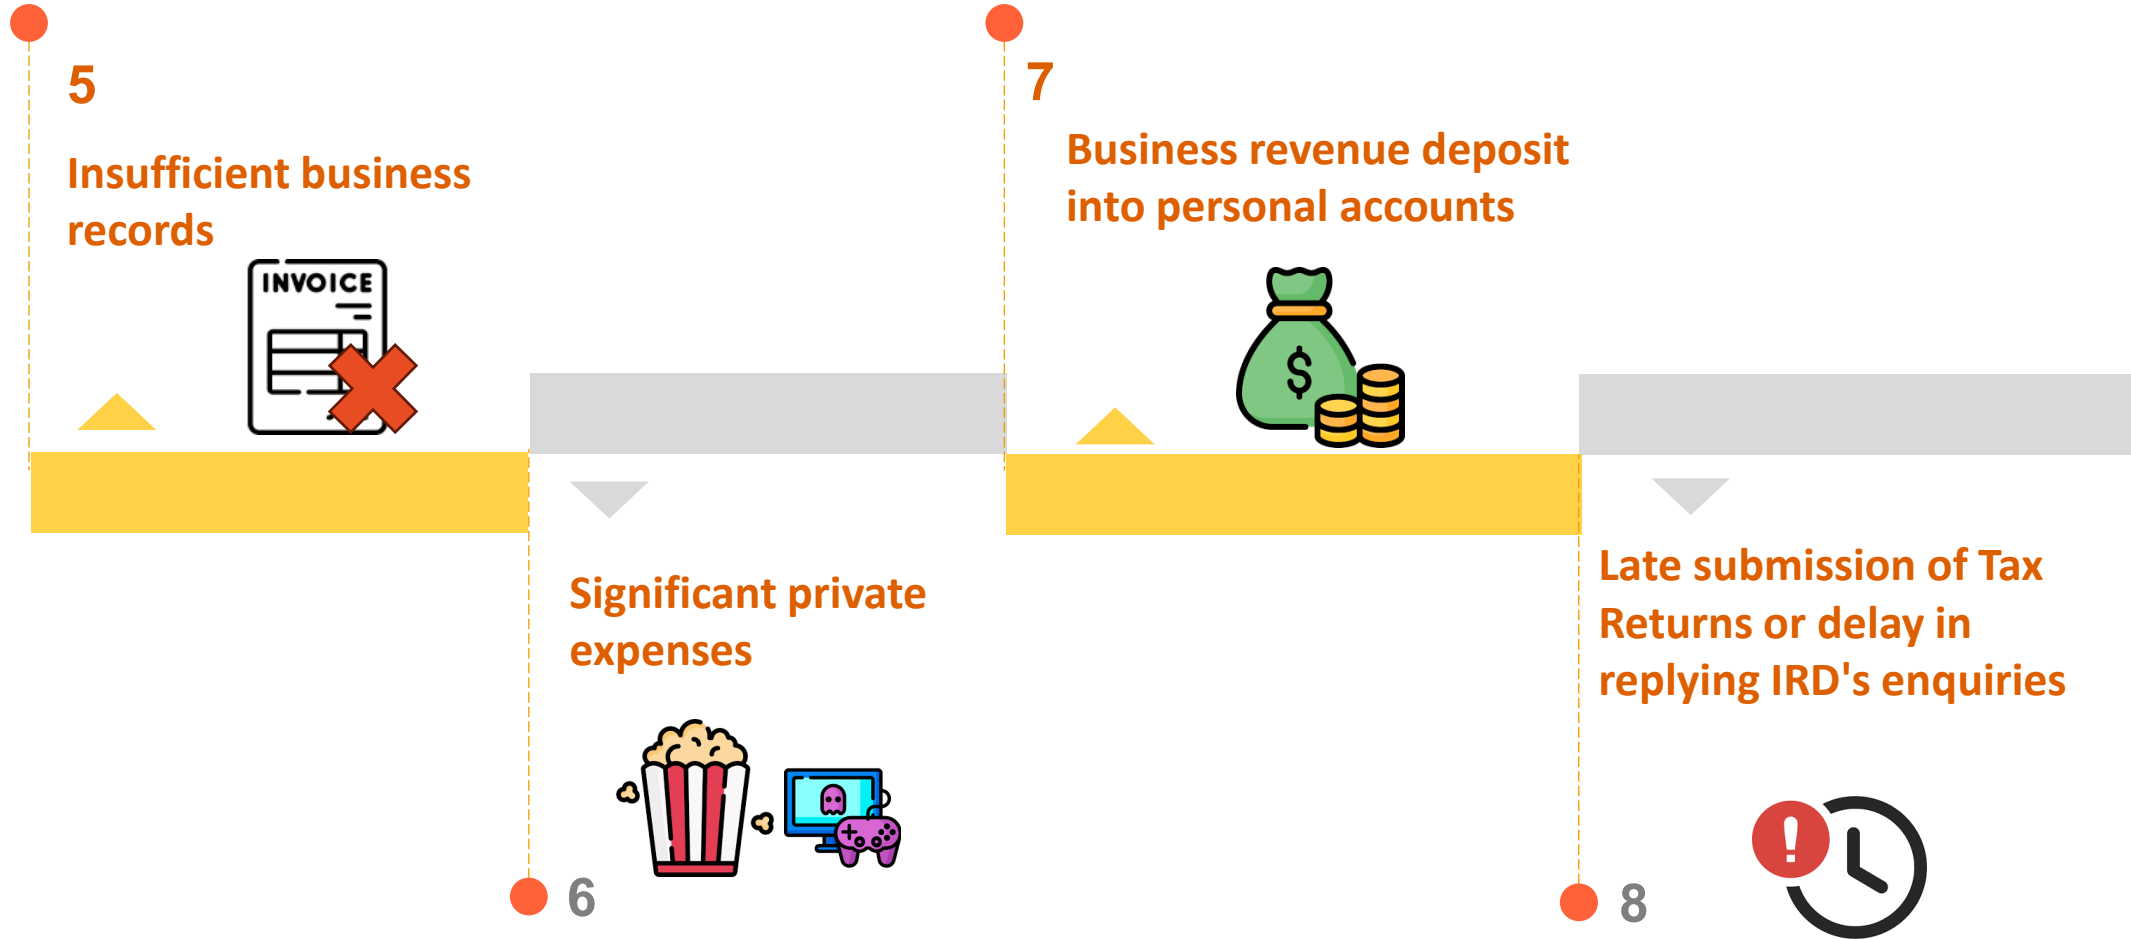 5
Insufficient business
records
INVOICE
Significant private
expenses
6
7
Business revenue deposit
into personal accounts
$
Late submission of Tax
Returns or delay in
replying IRD's enquiries
!
8